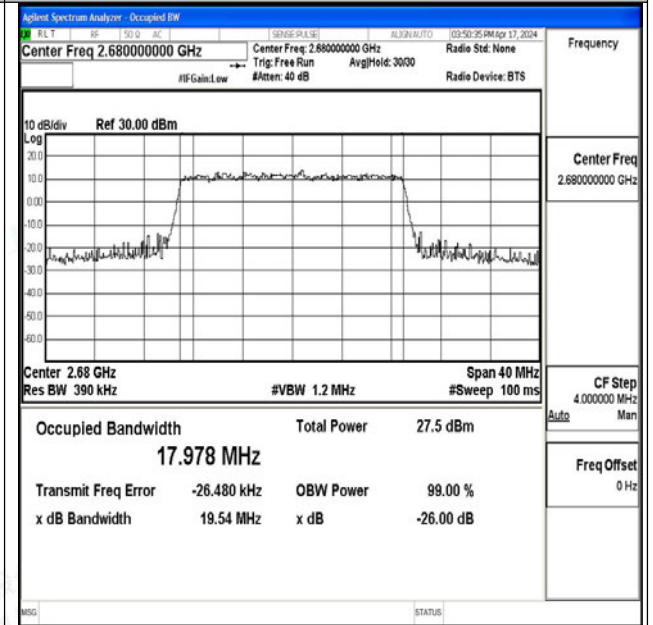 Agilent Spectrum Analyzer - Occupied BW
RL T RF 50 Ω AC SENSE:PULSE ALIGN AUTO 03:50:35 PM Apr 17, 2024
Center Freq 2.680000000 GHz Center Freq: 2.680000000 GHz Radio Std: None Frequency
Trig: Free Run Avg|Hold: 30/30
#IFGain:Low #Atten: 40 dB Radio Device: BTS
10 dB/div Ref 30.00 dBm
Log
20.0
10.0
0.00
-10.0
-20.0
-30.0
-40.0
-50.0
-60.0
Center Freq
2.680000000 GHz
Center 2.68 GHz Span 40 MHz
Res BW 390 kHz #VBW 1.2 MHz #Sweep 100 ms
CF Step
4.000000 MHz
Auto Man
Occupied Bandwidth Total Power 27.5 dBm
17.978 MHz
Freq Offset
0 Hz
Transmit Freq Error -26.480 kHz OBW Power 99.00 %
x dB Bandwidth 19.54 MHz x dB -26.00 dB
MSG STATUS